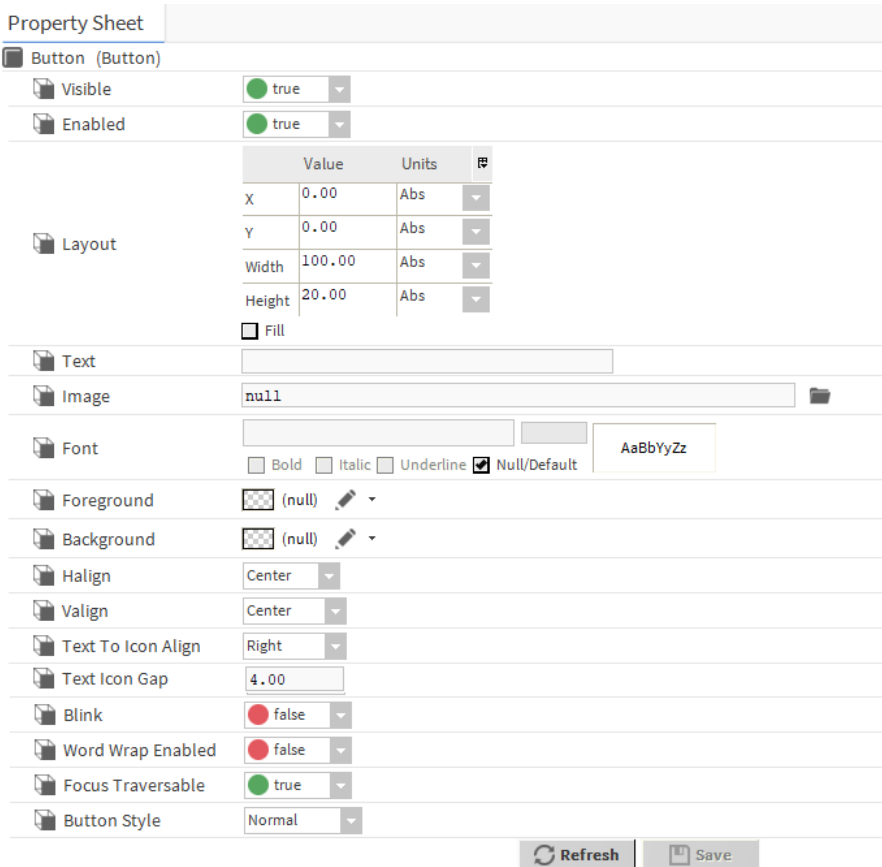 Property Sheet
Button (Button)
Visible true
Enabled true
Value Units
X 0.00 Abs
Y 0.00 Abs
Layout
Width 100.00 Abs
Height 20.00 Abs
Fill
Text
Image null
Font AaBbYyZz
Bold Italic Underline Null/Default
Foreground (null)
Background (null)
Halign Center
Valign Center
Text To Icon Align Right
Text Icon Gap 4.00
Blink false
Word Wrap Enabled false
Focus Traversable true
Button Style Normal
Refresh Save